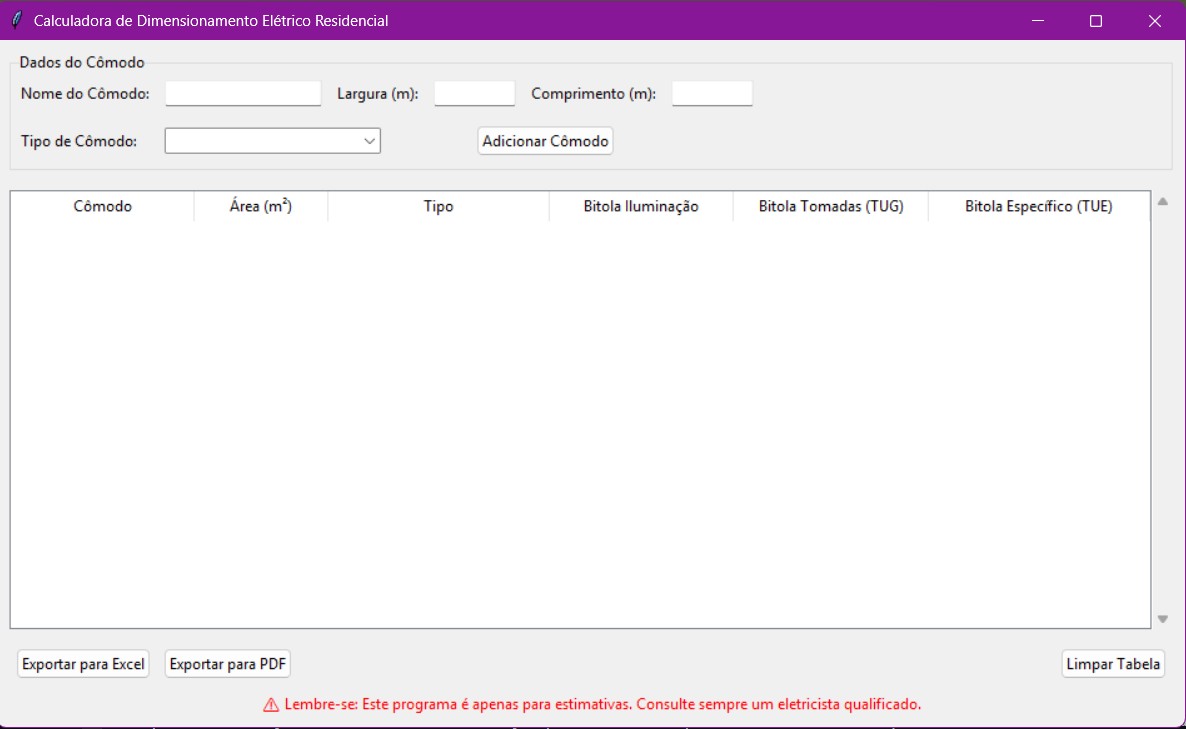 Calculadora de Dimensionamento Elétrico Residencial
Dados do Cômodo
Nome do Cômodo: Largura (m): Comprimento (m):
Tipo de Cômodo: Adicionar Cômodo
Cômodo Área (m²) Tipo Bitola Iluminação Bitola Tomadas (TUG) Bitola Específico (TUE)
Exportar para Excel Exportar para PDF Limpar Tabela
⚠ Lembre-se: Este programa é apenas para estimativas. Consulte sempre um eletricista qualificado.